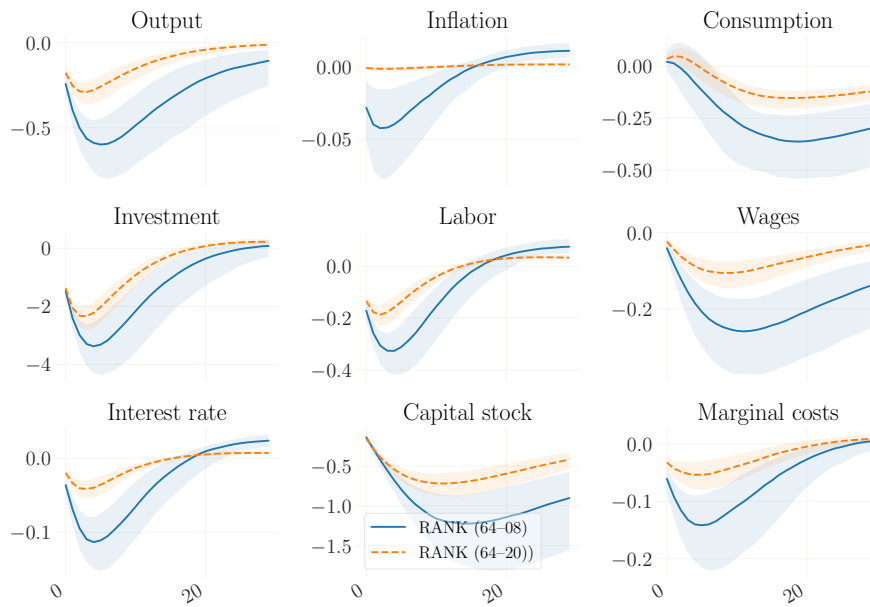 Output
Inflation
Consumption
0.0
−0.5
0.00
−0.05
0.00
−0.25
−0.50
Investment
Labor
Wages
0
−2
−4
0.0
−0.2
−0.4
0.0
−0.2
Interest rate
Capital stock
Marginal costs
0.0
−0.1
−0.5
−1.0
−1.5
0.0
−0.1
−0.2
RANK (64–08)
RANK (64–20))
0
20
0
20
0
20